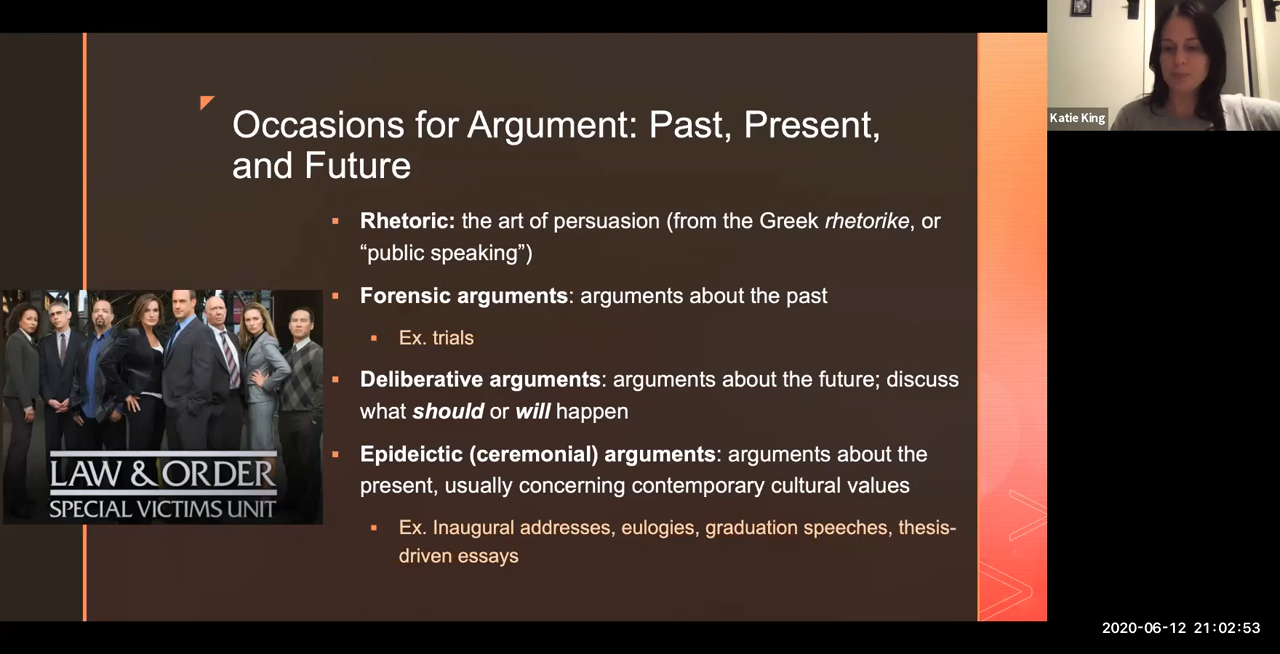 Occasions for Argument: Past, Present,
and Future
Rhetoric: the art of persuasion (from the Greek rhetorike, or
“public speaking”)
Forensic arguments: arguments about the past
Ex. trials
Deliberative arguments: arguments about the future; discuss
what should or will happen
Epideictic (ceremonial) arguments: arguments about the
present, usually concerning contemporary cultural values
Ex. Inaugural addresses, eulogies, graduation speeches, thesis-
driven essays
LAW & ORDER
SPECIAL VICTIMS UNIT
Katie King
2020-06-12 21:02:53